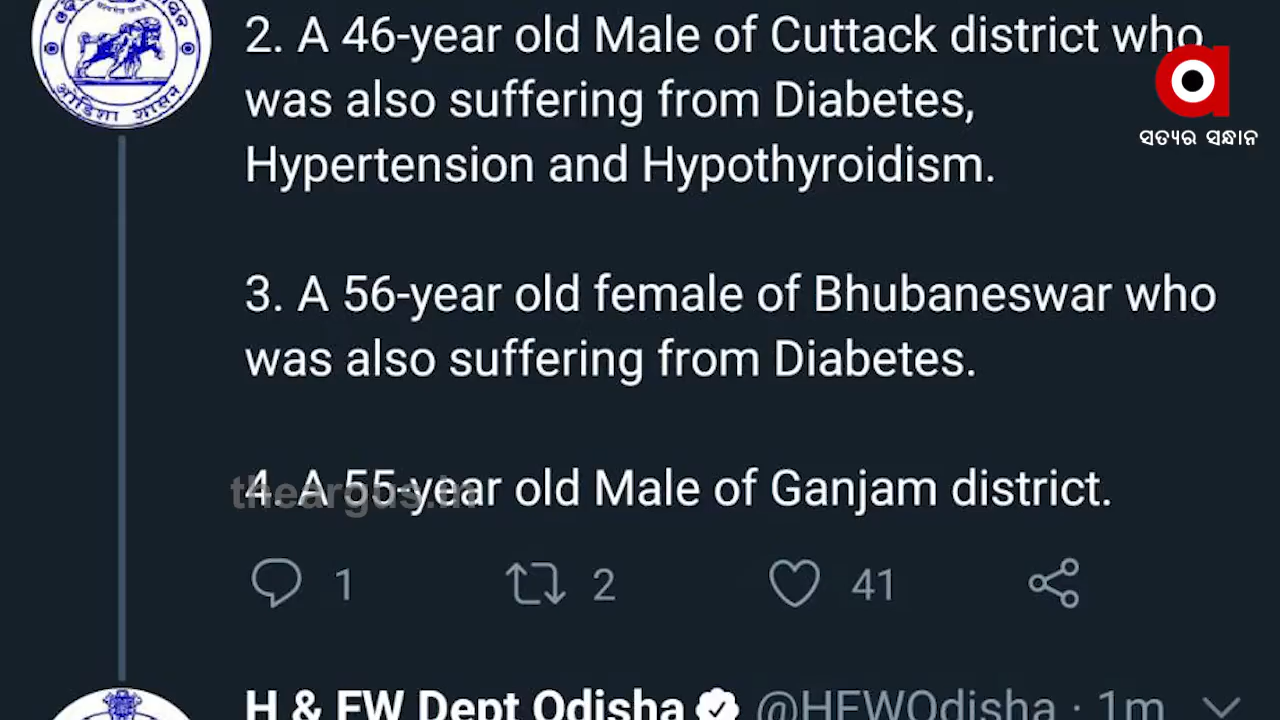 2. A 46-year old Male of Cuttack district who
was also suffering from Diabetes,
Hypertension and Hypothyroidism.
ସତ୍ୟର ସନ୍ଧାନ
3. A 56-year old female of Bhubaneswar who
was also suffering from Diabetes.
4. A 55-year old Male of Ganjam district.
theargus.in
1 2 41
H & FW Dept Odisha @HFWOdisha · 1m